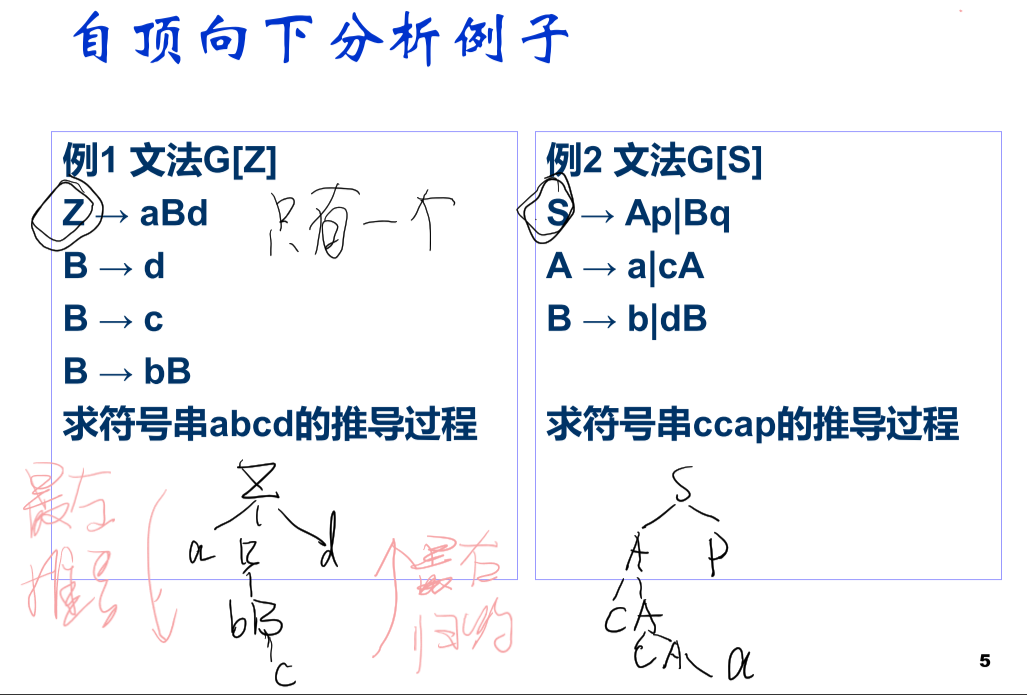 自顶向下分析例子
例1 文法G[Z]
Z → aBd
只有一个
B → d
B → c
B → bB
求符号串abcd的推导过程
例2 文法G[S]
S → Ap|Bq
A → a|cA
B → b|dB
求符号串ccap的推导过程
最左
推导
Z
a B d
bB
c
最右
归约
S
A p
cA
cA a
5